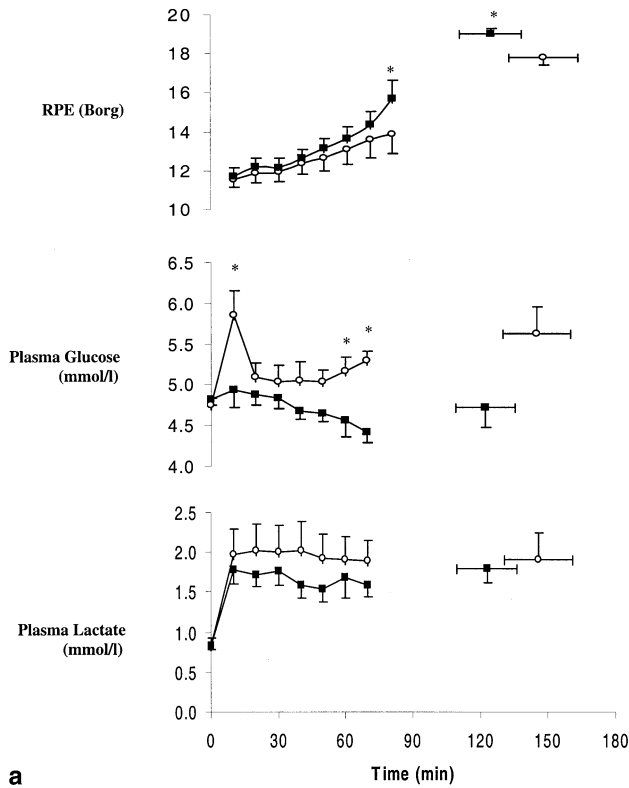 20
*
18
*
16
RPE (Borg)
14
12
10
6.5
*
6.0
*
*
5.5
Plasma Glucose
(mmol/l)
5.0
4.5
4.0
2.5
2.0
1.5
Plasma Lactate
(mmol/l)
1.0
0.5
0.0
0 30 60 90 120 150 180
a
Time (min)